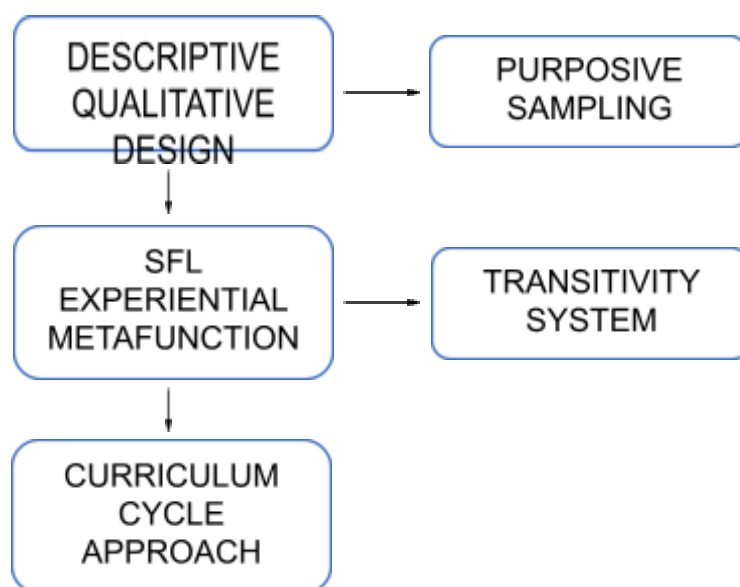 DESCRIPTIVE
QUALITATIVE
DESIGN
PURPOSIVE
SAMPLING
SFL
EXPERIENTIAL
METAFUNCTION
TRANSITIVITY
SYSTEM
CURRICULUM
CYCLE
APPROACH